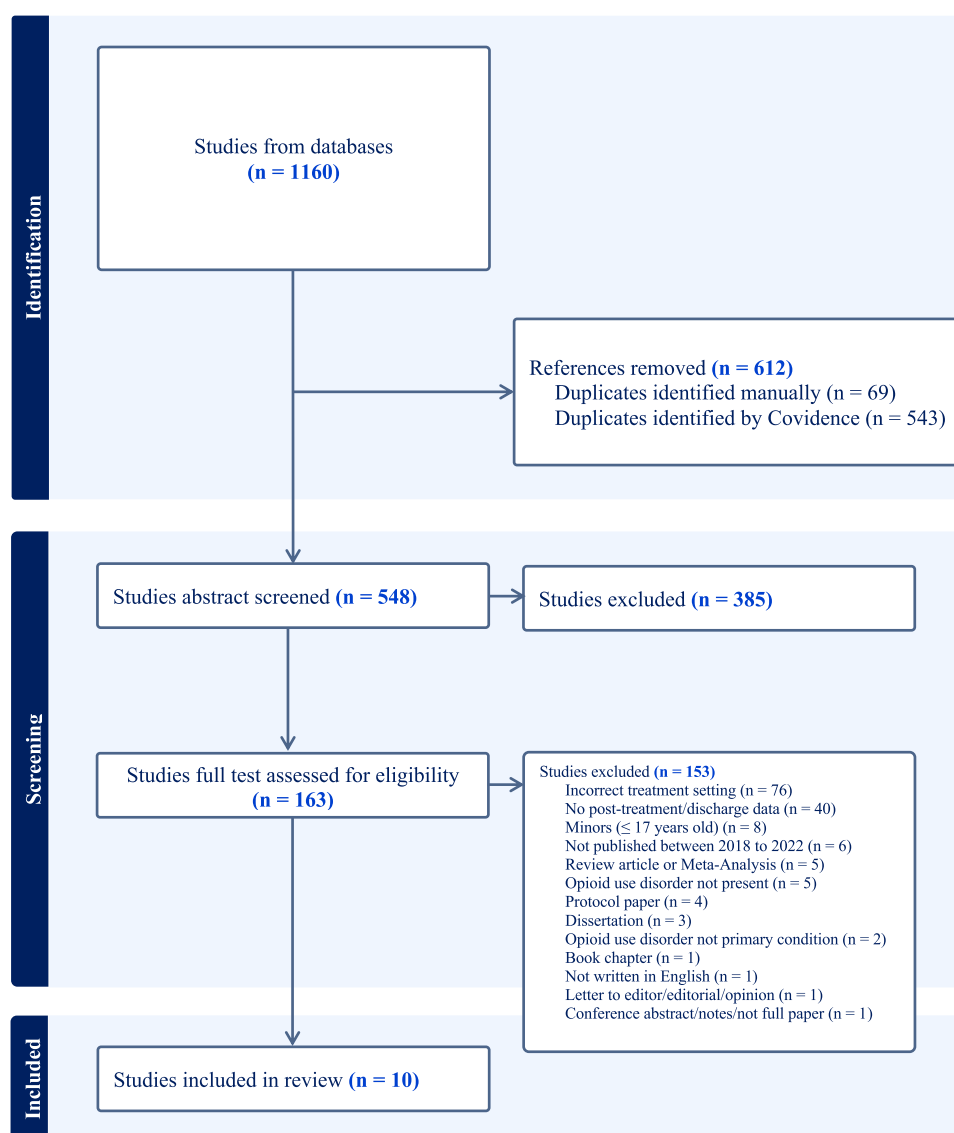 Identification
Studies from databases
(n = 1160)
References removed (n = 612)
Duplicates identified manually (n = 69)
Duplicates identified by Covidence (n = 543)
Screening
Studies abstract screened (n = 548)
Studies excluded (n = 385)
Studies full test assessed for eligibility
(n = 163)
Studies excluded (n = 153)
Incorrect treatment setting (n = 76)
No post-treatment/discharge data (n = 40)
Minors (≤ 17 years old) (n = 8)
Not published between 2018 to 2022 (n = 6)
Review article or Meta-Analysis (n = 5)
Opioid use disorder not present (n = 5)
Protocol paper (n = 4)
Dissertation (n = 3)
Opioid use disorder not primary condition (n = 2)
Book chapter (n = 1)
Not written in English (n = 1)
Letter to editor/editorial/opinion (n = 1)
Conference abstract/notes/not full paper (n = 1)
Included
Studies included in review (n = 10)